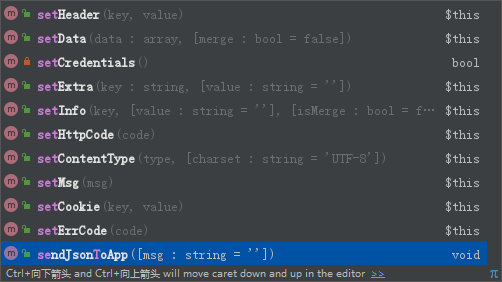 setHeader(key, value) $this
setData(data : array, [merge : bool = false]) $this
setCredentials() bool
setExtra(key : string, [value : string = '']) $this
setInfo(key, [value : string = ''], [isMerge : bool = f… $this
setHttpCode(code) $this
setContentType(type, [charset : string = 'UTF-8']) $this
setMsg(msg) $this
setCookie(key, value) $this
setErrCode(code) $this
sendJsonToApp([msg : string = '']) void
Ctrl+向下箭头 and Ctrl+向上箭头 will move caret down and up in the editor >> π